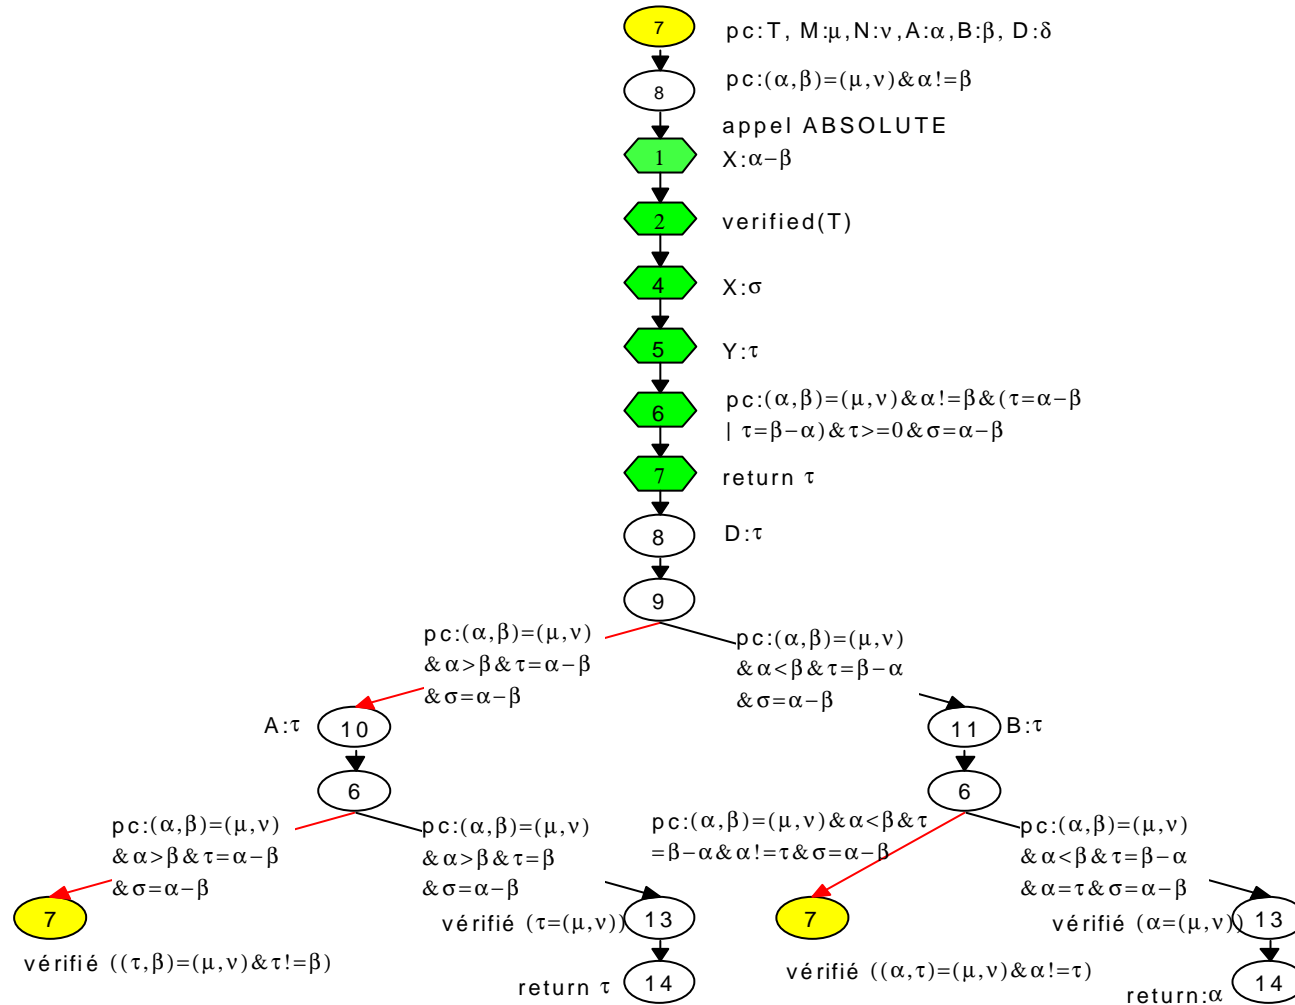 7
pc:T, M:μ,N:ν,A:α,B:β, D:δ
8
pc:(α,β)=(μ,ν)&α!=β
appel ABSOLUTE
1
X:α−β
2
verified(T)
4
X:σ
5
Y:τ
6
pc:(α,β)=(μ,ν)&α!=β&(τ=α−β
| τ=β−α)&τ>=0&σ=α−β
7
return τ
8
D:τ
9
pc:(α,β)=(μ,ν)
&α>β&τ=α−β
&σ=α−β
pc:(α,β)=(μ,ν)
&α<β&τ=β−α
&σ=α−β
A:τ
10
11
B:τ
6
6
pc:(α,β)=(μ,ν)
&α>β&τ=α−β
&σ=α−β
pc:(α,β)=(μ,ν)
&α>β&τ=β
&σ=α−β
pc:(α,β)=(μ,ν)&α<β&τ
=β−α&α!=τ&σ=α−β
pc:(α,β)=(μ,ν)
&α<β&τ=β−α
&α=τ&σ=α−β
7
vérifié (τ=(μ,ν))
13
7
vérifié (α=(μ,ν))
13
vérifié ((τ,β)=(μ,ν)&τ!=β)
return τ
14
vérifié ((α,τ)=(μ,ν)&α!=τ)
return:α
14